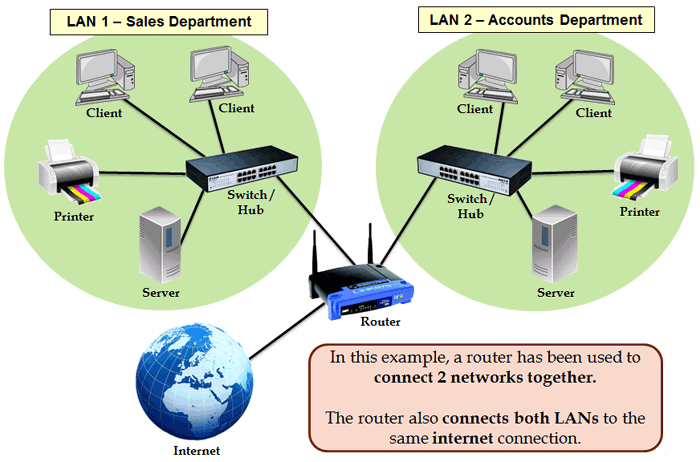 LAN 1 – Sales Department
LAN 2 – Accounts Department
Client
Client
Printer
Switch/
Hub
Server
Client
Client
Switch/
Hub
Printer
Server
Router
Internet
In this example, a router has been used to
connect 2 networks together.
The router also connects both LANs to the
same internet connection.